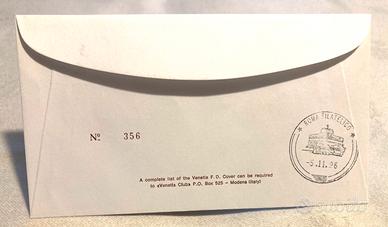 Nº 356
ROMA FILATELICO
-5.11.96
A complete list of the Venetia F. D. Cover can be required
to «Venetia Club» P.O. Box 525 - Modena (Italy)